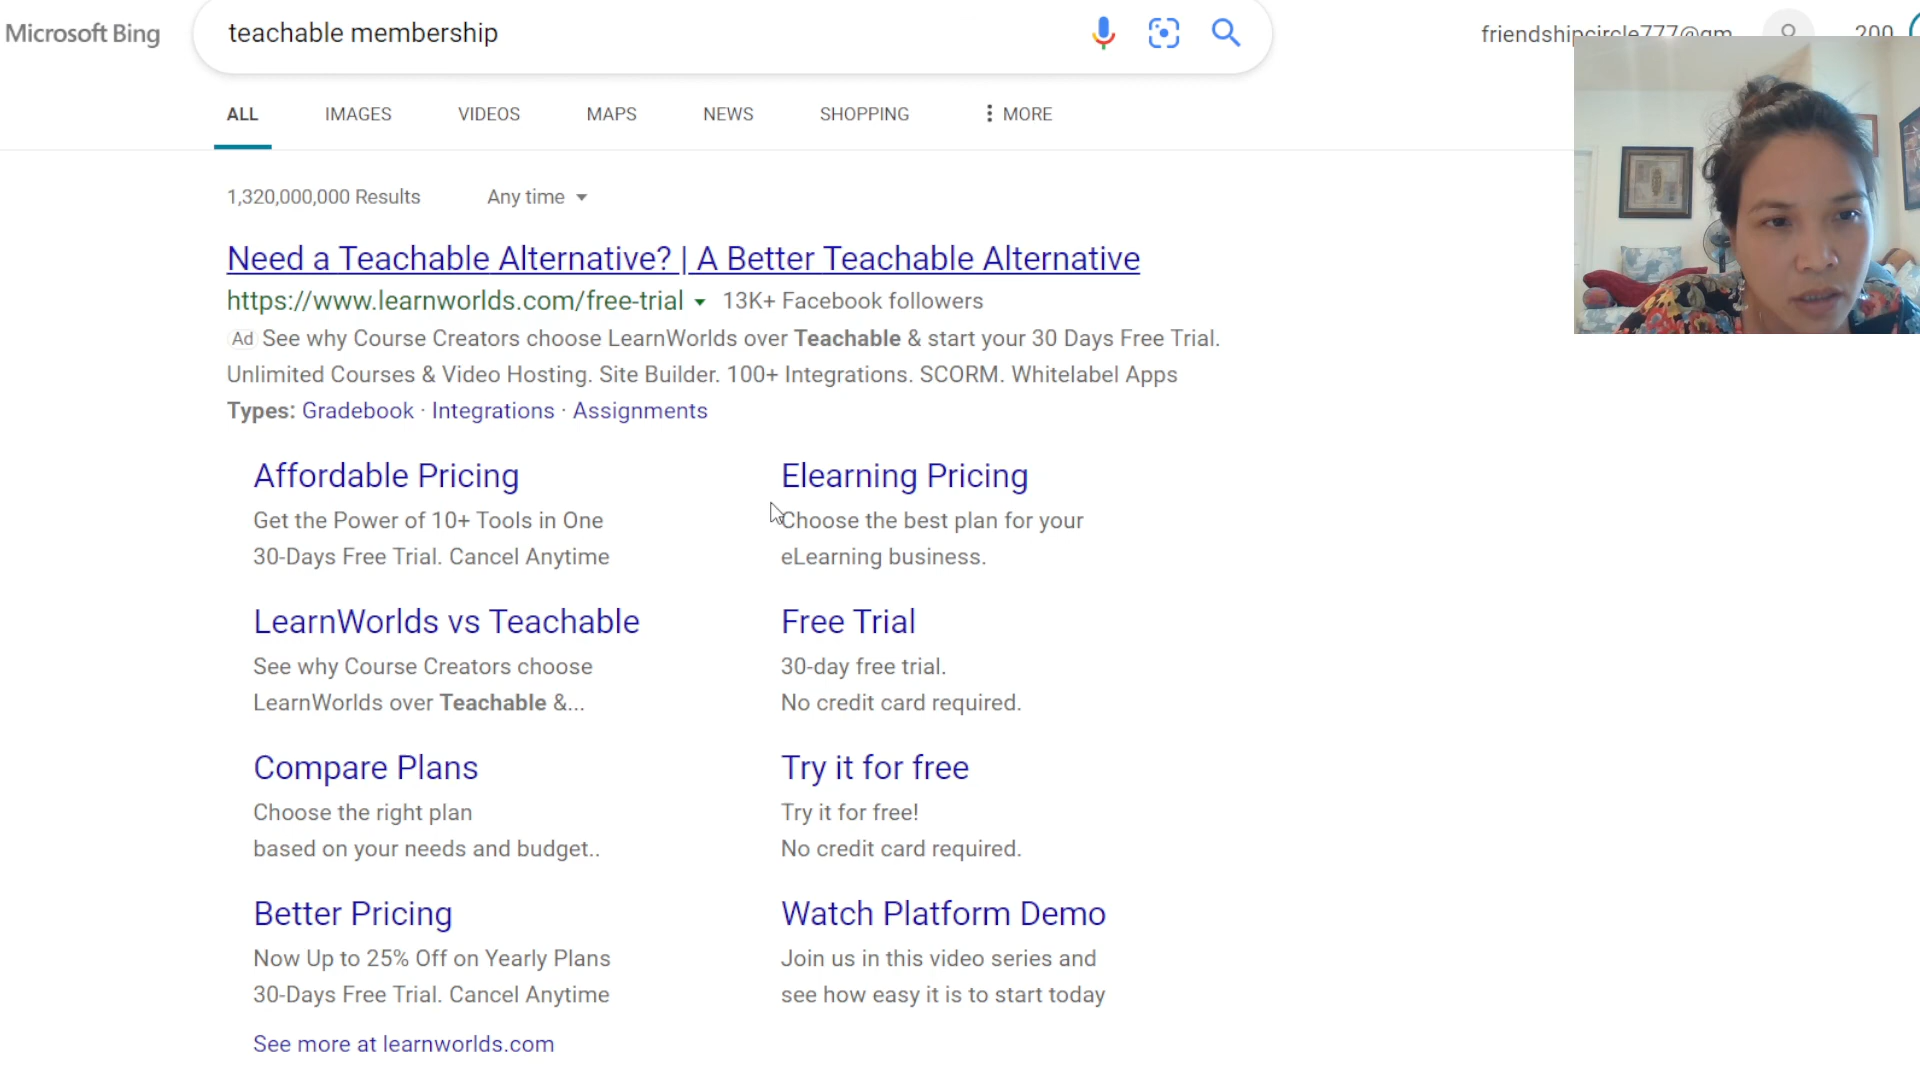 Microsoft Bing
teachable membership
friendshipcircle777@gm
200
ALL IMAGES VIDEOS MAPS NEWS SHOPPING MORE
1,320,000,000 Results Any time
Need a Teachable Alternative? | A Better Teachable Alternative
https://www.learnworlds.com/free-trial 13K+ Facebook followers
Ad See why Course Creators choose LearnWorlds over Teachable & start your 30 Days Free Trial.
Unlimited Courses & Video Hosting. Site Builder. 100+ Integrations. SCORM. Whitelabel Apps
Types: Gradebook · Integrations · Assignments
Affordable Pricing
Get the Power of 10+ Tools in One
30-Days Free Trial. Cancel Anytime
Elearning Pricing
Choose the best plan for your
eLearning business.
LearnWorlds vs Teachable
See why Course Creators choose
LearnWorlds over Teachable &...
Free Trial
30-day free trial.
No credit card required.
Compare Plans
Choose the right plan
based on your needs and budget..
Try it for free
Try it for free!
No credit card required.
Better Pricing
Now Up to 25% Off on Yearly Plans
30-Days Free Trial. Cancel Anytime
Watch Platform Demo
Join us in this video series and
see how easy it is to start today
See more at learnworlds.com